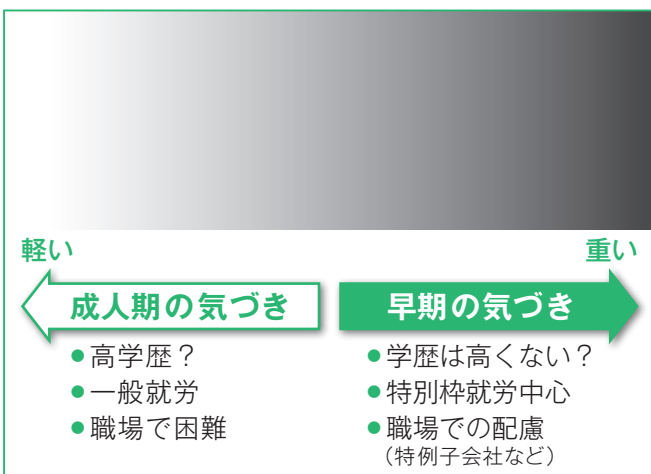 軽い
重い
成人期の気づき
早期の気づき
●高学歴？
●一般就労
●職場で困難
●学歴は高くない？
●特別枠就労中心
●職場での配慮
（特例子会社など）